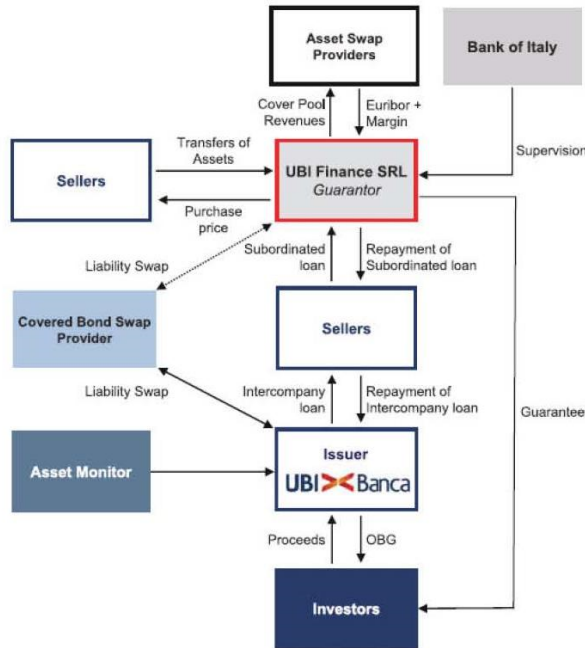 Asset Swap
Providers
Bank of Italy
Cover Pool
Revenues
Euribor +
Margin
Transfers of
Assets
Supervision
Sellers
UBI Finance SRL
Guarantor
Purchase
price
Subordinated
loan
Repayment of
Subordinated loan
Liability Swap
Covered Bond Swap
Provider
Sellers
Liability Swap
Intercompany
loan
Repayment of
Intercompany loan
Guarantee
Issuer
UBI Banca
Asset Monitor
Proceeds
OBG
Investors